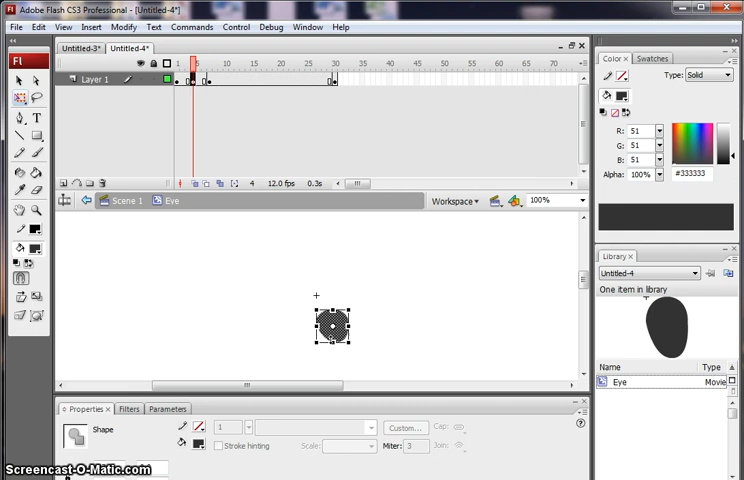 Adobe Flash CS3 Professional - [Untitled-4*]
File Edit View Insert Modify Text Commands Control Debug Window Help
Fl
Untitled-3* Untitled-4*
1 5 10 15 20 25 30 35 40 45 50 55 60 65 70 75
Layer 1
4 12.0 fps 0.3s
Scene 1 Eye Workspace 100%
Properties Filters Parameters
Shape
1
Custom...
Cap:
Stroke hinting Scale: Miter: 3 Join:
Color Swatches
Type: Solid
R: 51
G: 51
B: 51
Alpha: 100% #333333
Library
Untitled-4
One item in library
Name Type
Eye Movie
Screencast-O-Matic.com